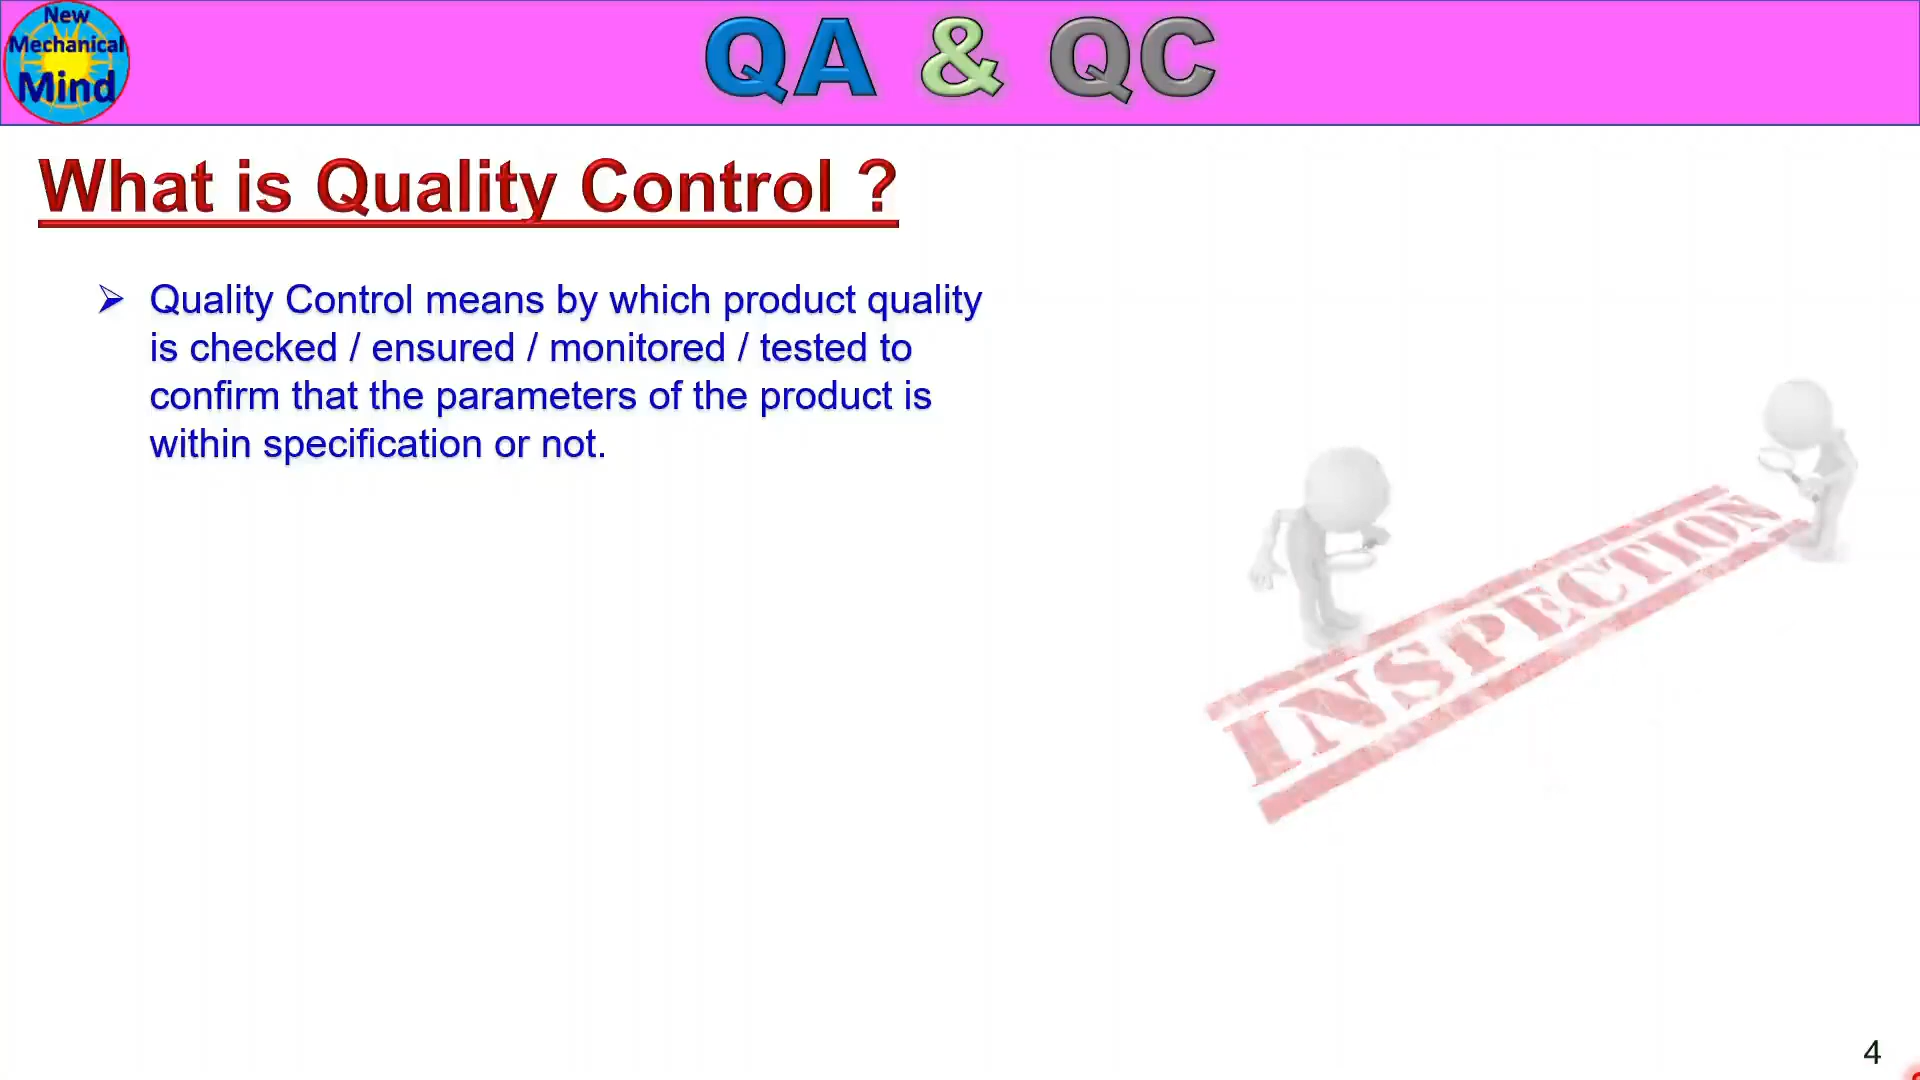 New
Mechanical
Mind
QA & QC
What is Quality Control ?
➢ Quality Control means by which product quality
is checked / ensured / monitored / tested to
confirm that the parameters of the product is
within specification or not.
INSPECTION
4